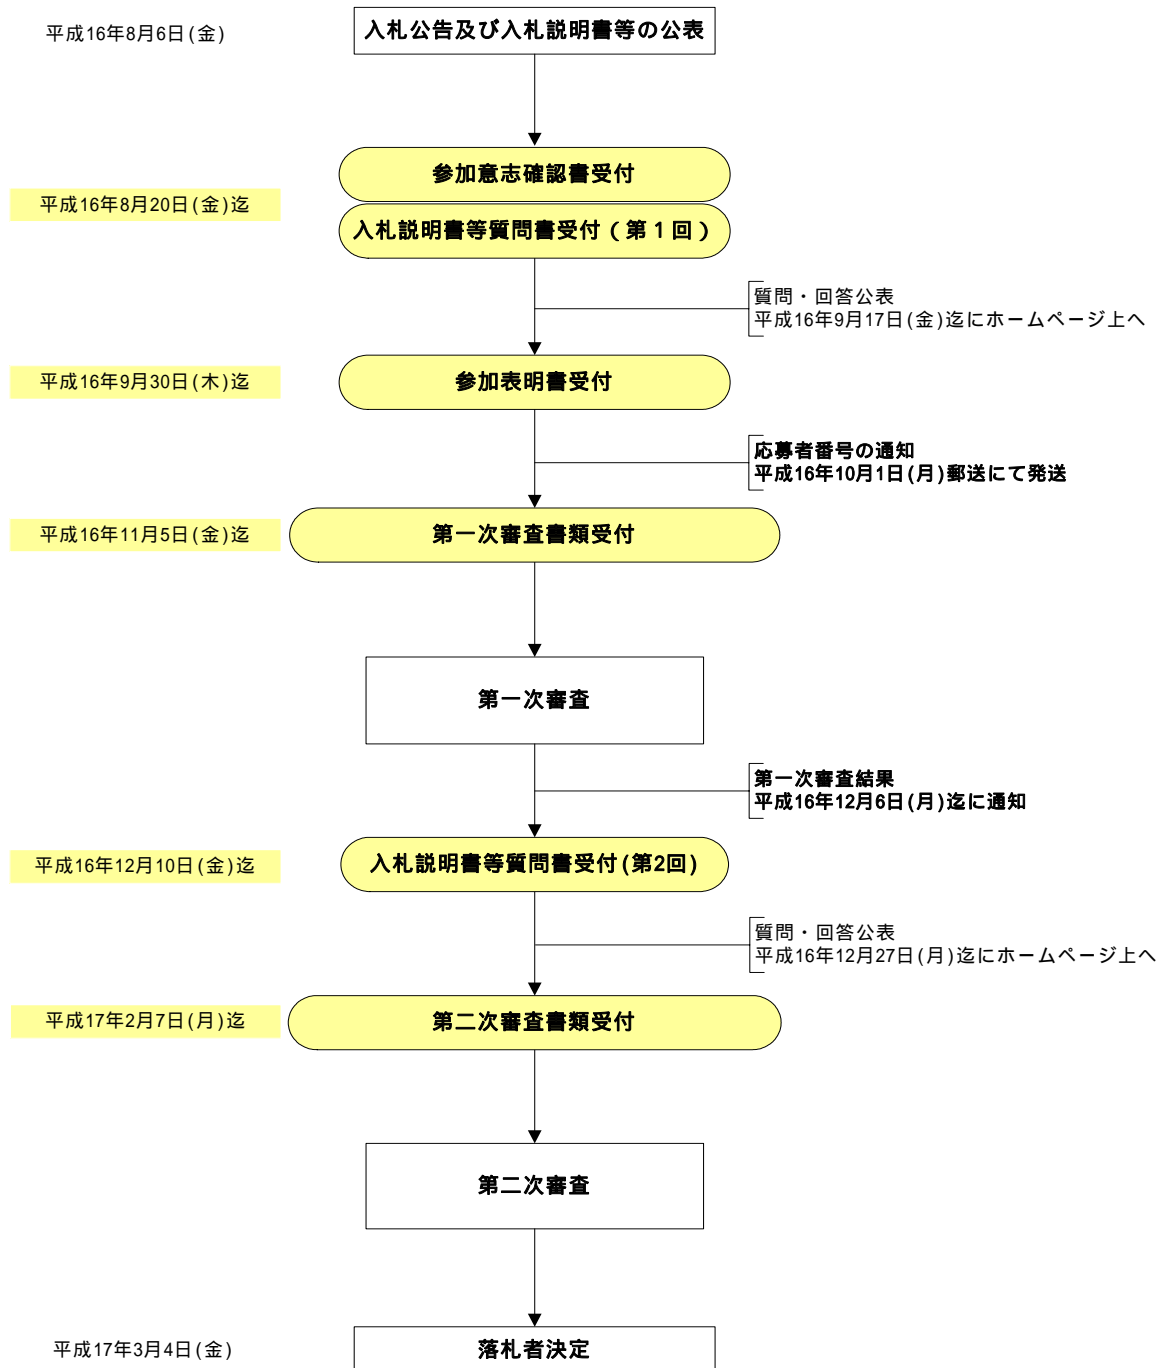 平成16年8月6日(金)
入札公告及び入札説明書等の公表
参加意志確認書受付
平成16年8月20日(金)迄
入札説明書等質問書受付（第１回）
質問・回答公表
平成16年9月17日(金)迄にホームページ上へ
平成16年9月30日(木)迄
参加表明書受付
応募者番号の通知
平成16年10月1日(月)郵送にて発送
平成16年11月5日(金)迄
第一次審査書類受付
第一次審査
第一次審査結果
平成16年12月6日(月)迄に通知
平成16年12月10日(金)迄
入札説明書等質問書受付(第2回)
質問・回答公表
平成16年12月27日(月)迄にホームページ上へ
平成17年2月7日(月)迄
第二次審査書類受付
第二次審査
平成17年3月4日(金)
落札者決定